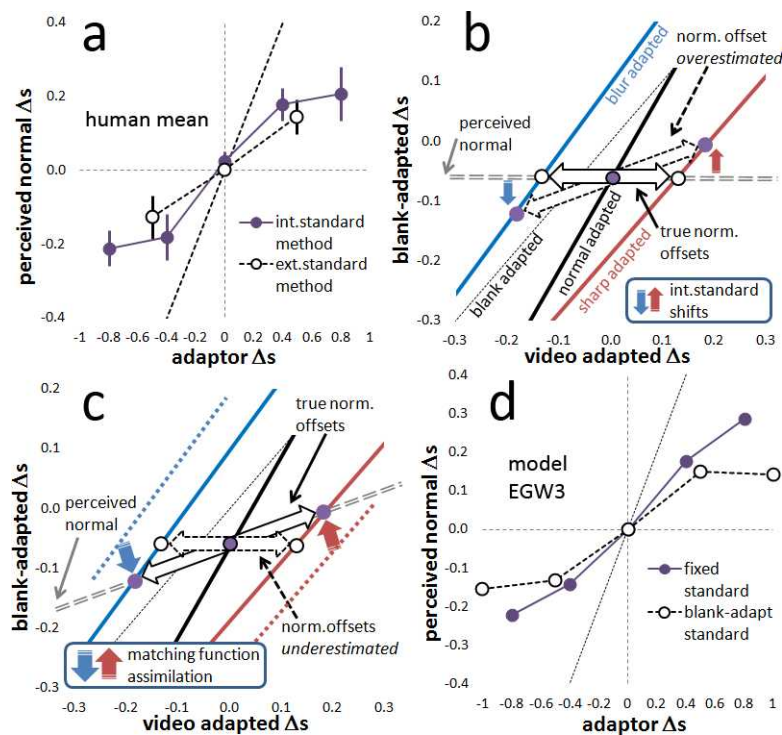 a
perceived normal Δs
0.4
0.2
0.0
-0.2
-0.4
human mean
int.standard
method
ext.standard
method
-1 -0.8 -0.6 -0.4 -0.2 0 0.2 0.4 0.6 0.8 1
adaptor Δs
b
blank-adapted Δs
0.2
0.1
0.0
-0.1
-0.2
-0.3
norm. offset
overestimated
blur adapted
perceived
normal
blank adapted
normal adapted
sharp adapted
true norm.
offsets
int.standard
shifts
-0.3 -0.2 -0.1 0.0 0.1 0.2 0.3
video adapted Δs
c
blank-adapted Δs
0.2
0.1
0.0
-0.1
-0.2
-0.3
true norm.
offsets
perceived
normal
norm.offsets
underestimated
matching function
assimilation
-0.3 -0.2 -0.1 0.0 0.1 0.2 0.3
video adapted Δs
d
perceived normal Δs
0.4
0.3
0.2
0.1
0.0
-0.1
-0.2
-0.3
-0.4
model
EGW3
fixed
standard
blank-adapt
standard
-1 -0.8 -0.6 -0.4 -0.2 0 0.2 0.4 0.6 0.8 1
adaptor Δs